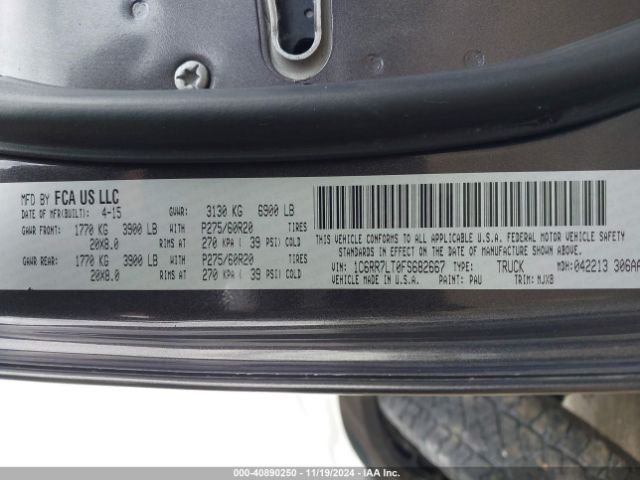 MFD BY FCA US LLC
DATE OF MFR(BUILT): 4-15 GVWR: 3130 KG 6900 LB
GAWR FRONT: 1770 KG 3900 LB WITH P275/60R20 TIRES
20X8.0 RIMS AT 270 KPA ( 39 PSI) COLD
GAWR REAR: 1770 KG 3900 LB WITH P275/60R20 TIRES
20X8.0 RIMS AT 270 KPA ( 39 PSI) COLD
THIS VEHICLE CONFORMS TO ALL APPLICABLE U.S.A. FEDERAL MOTOR VEHICLE SAFETY
STANDARDS IN EFFECT ON THE DATE OF MANUFACTURE SHOWN ABOVE.
VIN: 1C6RR7LT0FS682667 TYPE: TRUCK MDH: 042213 306AA
VEHICLE MADE IN U.S.A. PAINT: PAU TRIM: MJX8
000-40890250 - 11/19/2024 - IAA Inc.